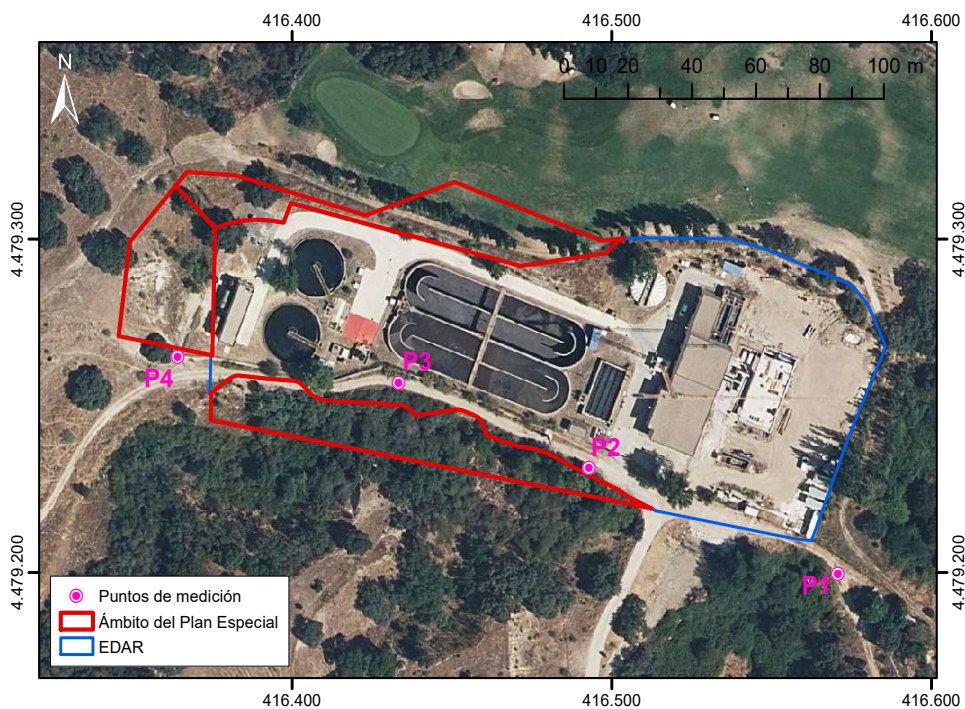 416.400 416.500 416.600
N
0 10 20 40 60 80 100 m
4.479.300 4.479.300
P3
P4
P2
P1
4.479.200 4.479.200
Puntos de medición
Ámbito del Plan Especial
EDAR
416.400 416.500 416.600